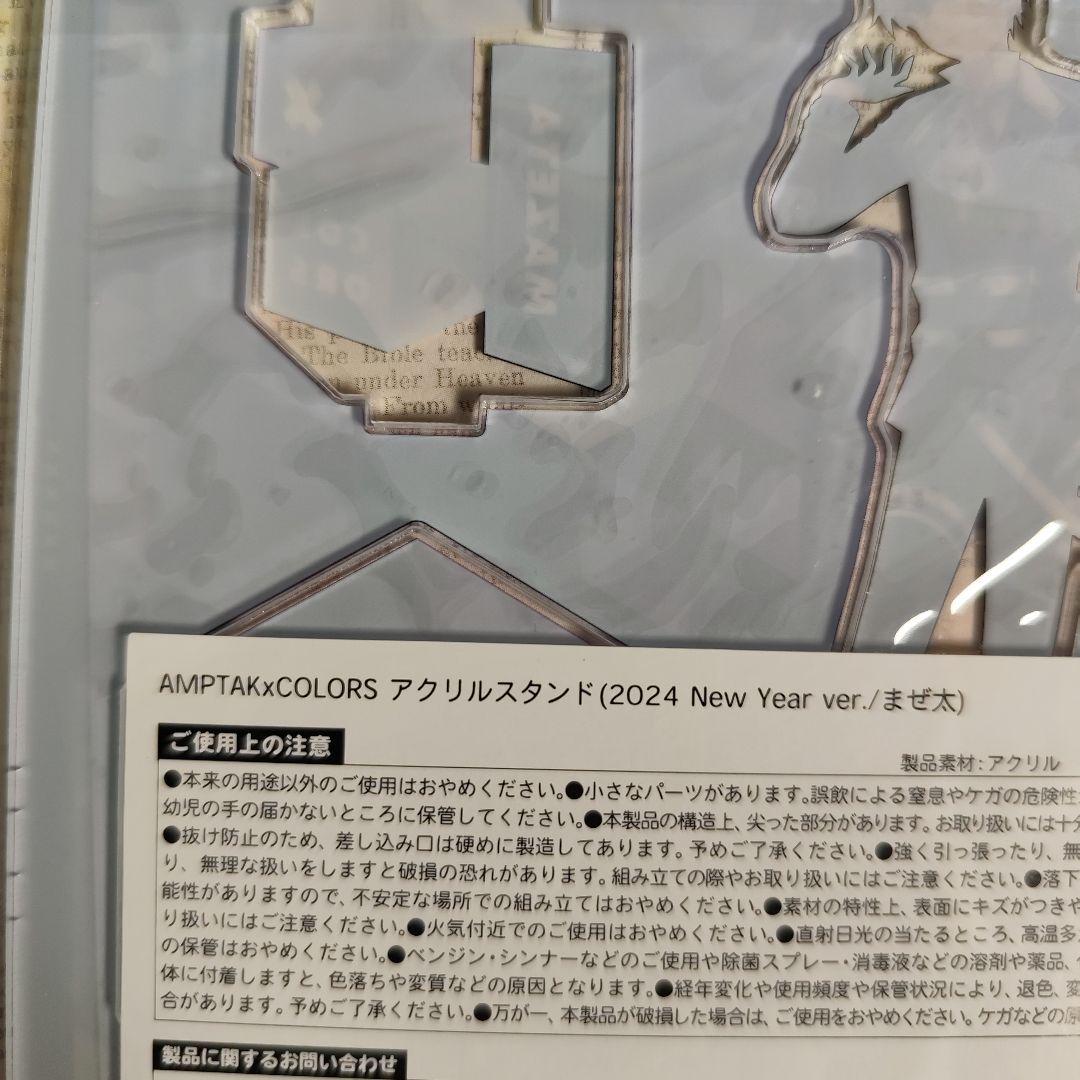 MAZETA
His
the
The Bible
under Heaven
From
AMPTAKxCOLORS アクリルスタンド(2024 New Year ver./まぜ太)
ご使用上の注意
製品素材:アクリル
●本来の用途以外のご使用はおやめください。●小さなパーツがあります。誤飲による窒息やケガの危険性
幼児の手の届かないところに保管してください。●本製品の構造上、尖った部分があります。お取り扱いには十分
●抜け防止のため、差し込み口は硬めに製造してあります。予めご了承ください。●強く引っ張ったり、無
り、無理な扱いをしますと破損の恐れがあります。組み立ての際やお取り扱いにはご注意ください。●落下
能性がありますので、不安定な場所での組み立てはおやめください。●素材の特性上、表面にキズがつきや
り扱いにはご注意ください。●火気付近でのご使用はおやめください。●直射日光の当たるところ、高温多
の保管はおやめください。●ベンジン・シンナーなどのご使用や除菌スプレー・消毒液などの溶剤や薬品、
体に付着しますと、色落ちや変質などの原因となります。●経年変化や使用頻度や保管状況により、退色、変
合があります。予めご了承ください。●万が一、本製品が破損した場合は、ご使用をおやめください。ケガなどの原
製品に関するお問い合わせ